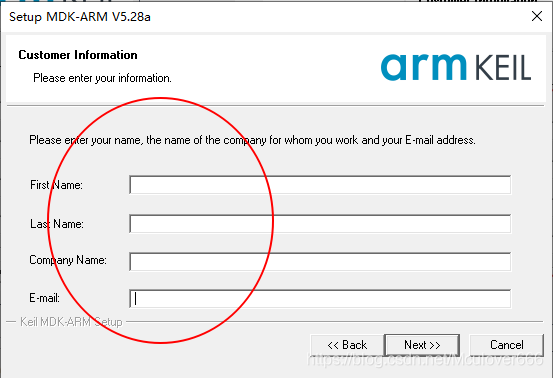 Setup MDK-ARM V5.28a
Customer Information
Please enter your information.
arm KEIL
Please enter your name, the name of the company for whom you work and your E-mail address.
First Name:
Last Name:
Company Name:
E-mail:
Keil MDK-ARM Setup
<< Back
Next >>
Cancel
https://blog.csdn.net/Mculover666